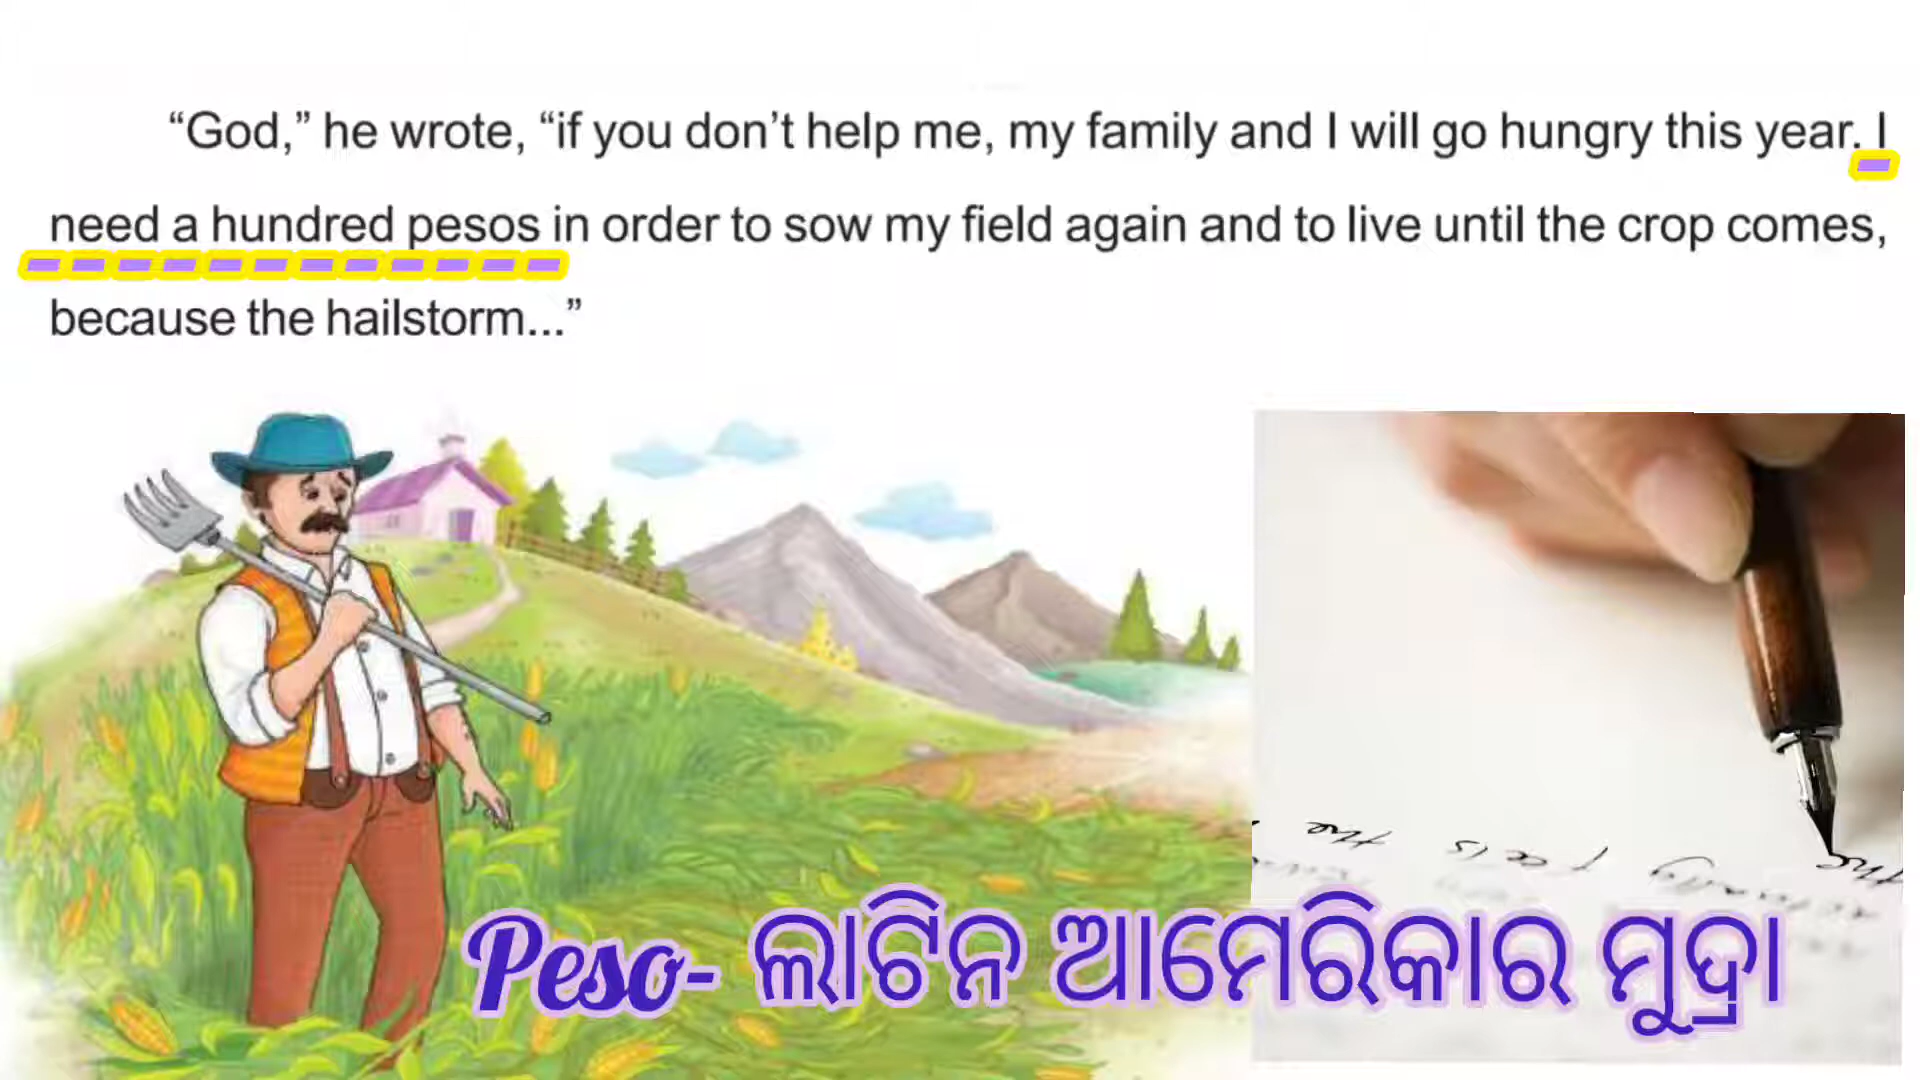 “God,” he wrote, “if you don’t help me, my family and I will go hungry this year. I
need a hundred pesos in order to sow my field again and to live until the crop comes,
because the hailstorm...”
Peso- ଲାଟିନ ଆମେରିକାର ମୁଦ୍ରା